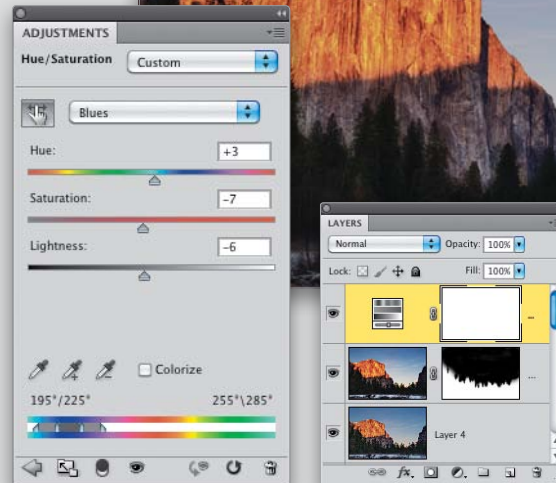 ADJUSTMENTS
Hue/Saturation Custom
Blues
Hue: +3
Saturation: -7
Lightness: -6
Colorize
195°/225° 255°\285°
LAYERS
Normal Opacity: 100%
Lock: Fill: 100%
...
...
Layer 4
fx.